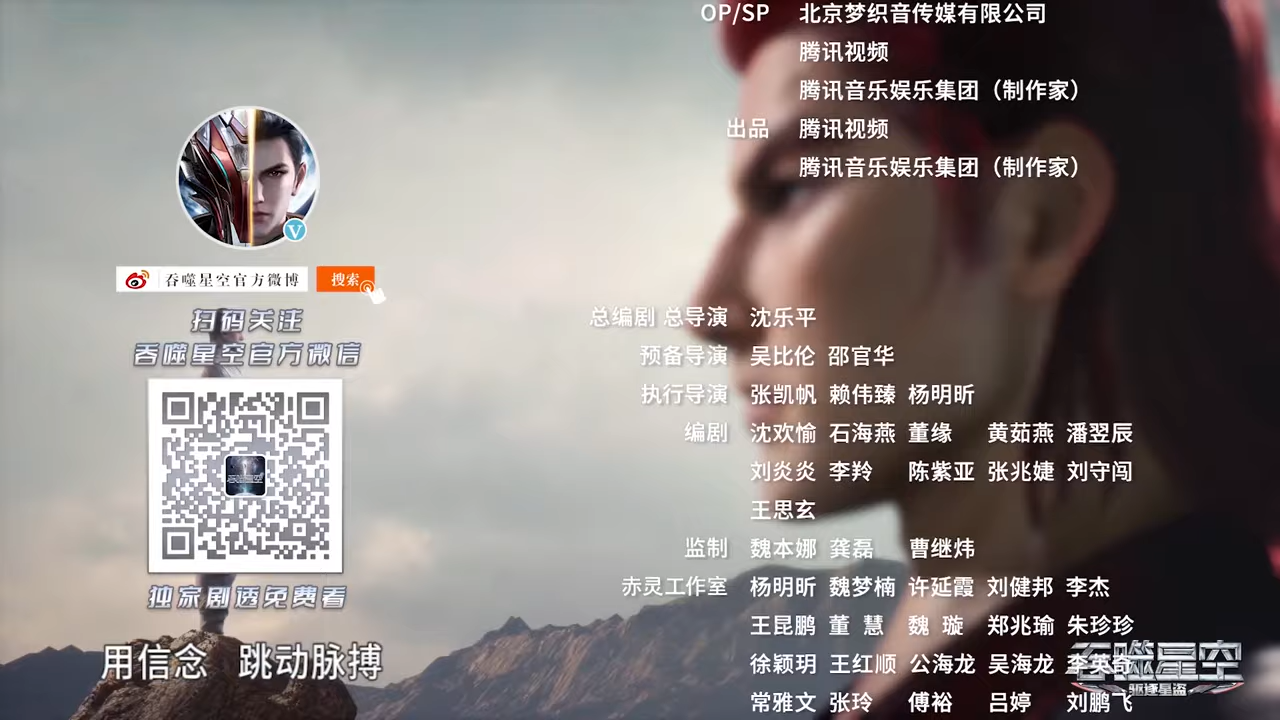 OP/SP 北京梦织音传媒有限公司
腾讯视频
腾讯音乐娱乐集团（制作家）
出品 腾讯视频
腾讯音乐娱乐集团（制作家）
吞噬星空官方微博 搜索
扫码关注
吞噬星空官方微信
独家剧透免费看
用信念 跳动脉搏
总编剧 总导演 沈乐平
预备导演 吴比伦 邵官华
执行导演 张凯帆 赖伟臻 杨明昕
编剧 沈欢愉 石海燕 董缘 黄茹燕 潘翌辰
刘炎炎 李羚 陈紫亚 张兆婕 刘守闯
王思玄
监制 魏本娜 龚磊 曹继炜
赤灵工作室 杨明昕 魏梦楠 许延霞 刘健邦 李杰
王昆鹏 董慧 魏璇 郑兆瑜 朱珍珍
徐颖玥 王红顺 公海龙 吴海龙 李英奇
常雅文 张玲 傅裕 吕婷 刘鹏飞
吞噬星空
驱逐星盗